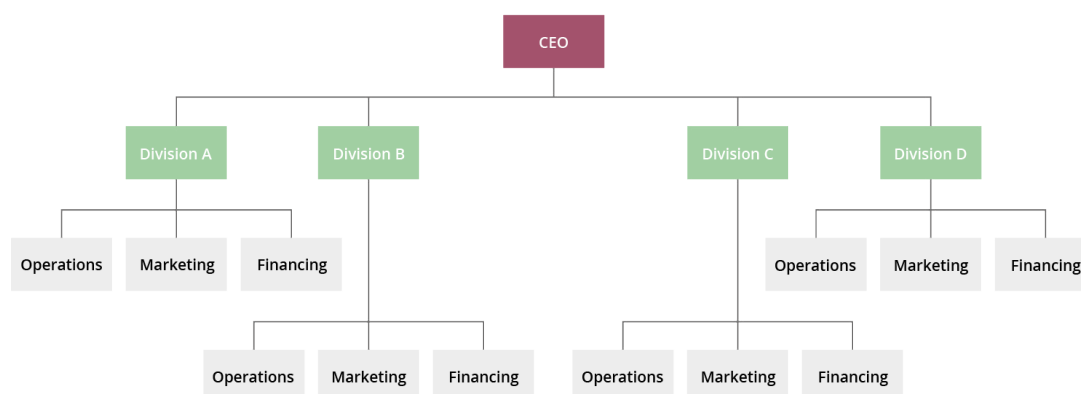 CEO
Division A
Division B
Division C
Division D
Operations
Marketing
Financing
Operations
Marketing
Financing
Operations
Marketing
Financing
Operations
Marketing
Financing